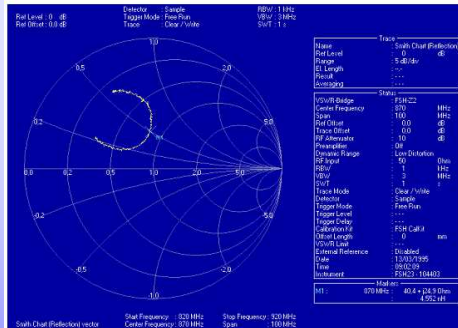 Ref Level : 0 dB
Ref Offset : 0.0 dB
Detector : Sample
Trigger Mode : Free Run
Trace : Clear / Write
RBW : 1 kHz
VBW : 3 MHz
SWT : 1 s
1.0
0.5
2.0
0.2
5.0
M1
0.0
0.2
0.5
1.0
2.0
5.0
-0.2
-5.0
-0.5
-2.0
-1.0
Trace
Name : Smith Chart (Reflection)
Ref Level : 0 dB
Range : 5 dB/div
El. Length : --.--
Result : ---
Analysis : ---
Status
VSWR-Bridge : FSH-Z2
Center Frequency : 870 MHz
Span : 100 MHz
Ref Offset : 0.0 dB
Trace Offset : 0.0 dB
RF Attenuator : 10 dB
Preamplifier : Off
Dynamic Range : Low Distortion
RF Input : 50 Ohm
RBW : 1 kHz
VBW : 3 MHz
SWT : 1 s
Trace Mode : Clear / Write
Detector : Sample
Trigger Mode : Free Run
Trigger Level : ---
Trigger Delay : ---
Calibration Kit : FSH CalKit
Offset Length : 0 mm
VSWR Limit : ---
External Reference : Disabled
Date : 13/03/1995
Time : 09:02:09
Instrument : FSH23 - 104403
Markers
M1 : 870 MHz : 40.4 + j24.9 Ohm
4.552 nH
Start Frequency : 820 MHz
Stop Frequency : 920 MHz
Smith Chart (Reflection) vector
Center Frequency : 870 MHz
Span : 100 MHz